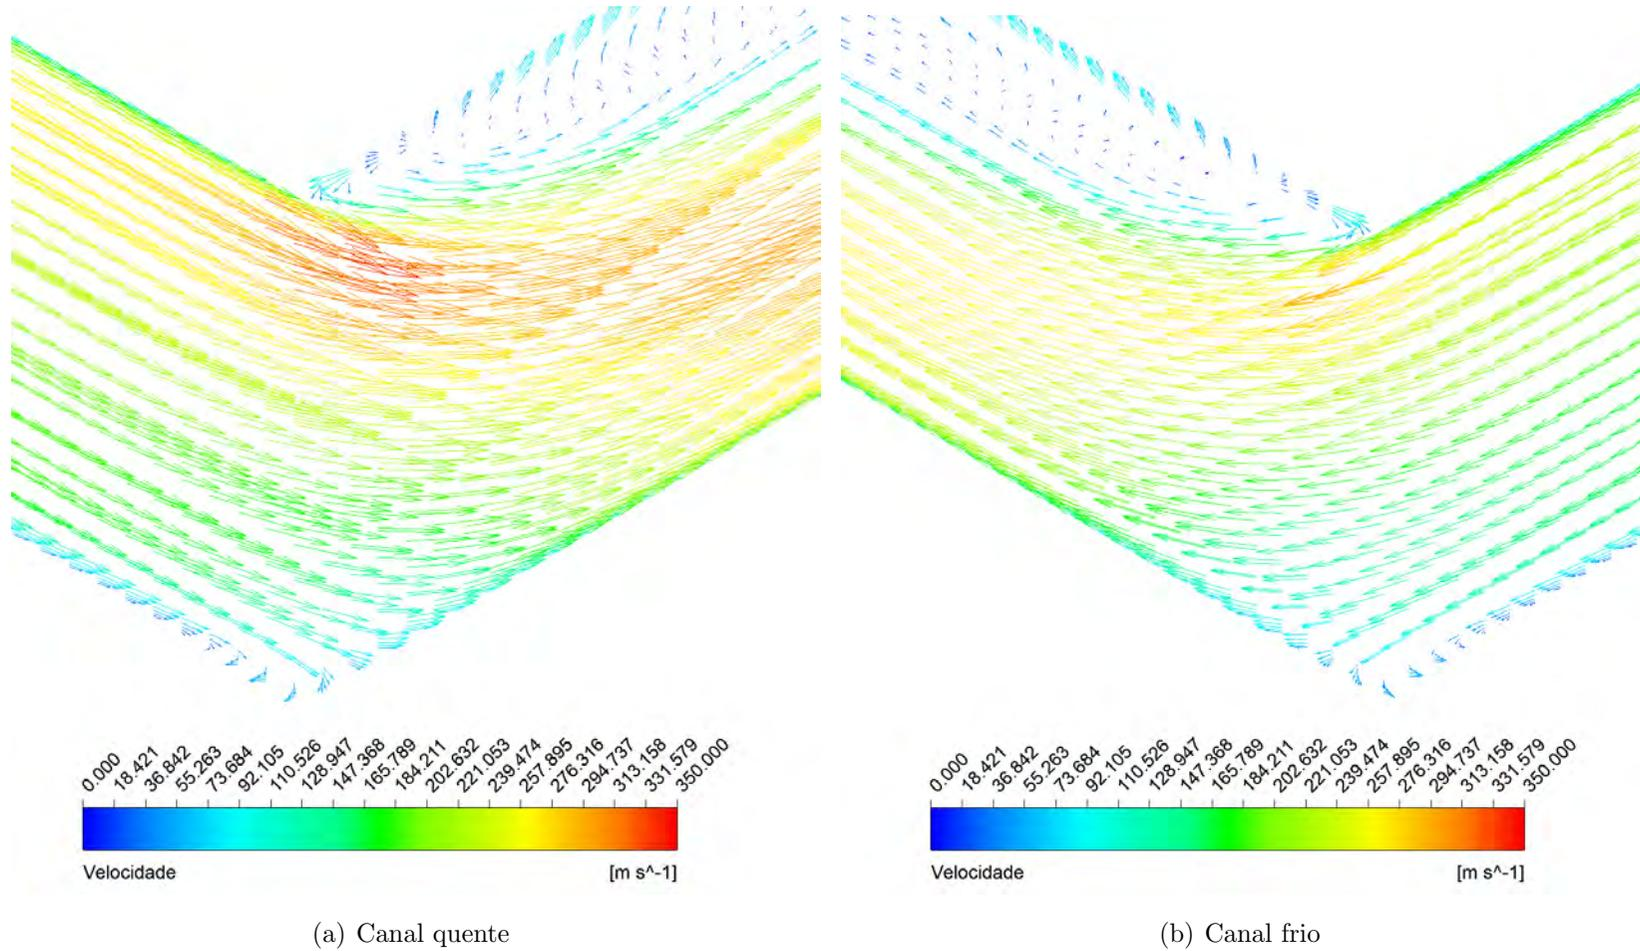 0.000 18.421 36.842 55.263 73.684 92.105 110.526 128.947 147.368 165.789 184.211 202.632 221.053 239.474 257.895 276.316 294.737 313.158 331.579 350.000
Velocidade [m s^-1]
(a) Canal quente
0.000 18.421 36.842 55.263 73.684 92.105 110.526 128.947 147.368 165.789 184.211 202.632 221.053 239.474 257.895 276.316 294.737 313.158 331.579 350.000
Velocidade [m s^-1]
(b) Canal frio